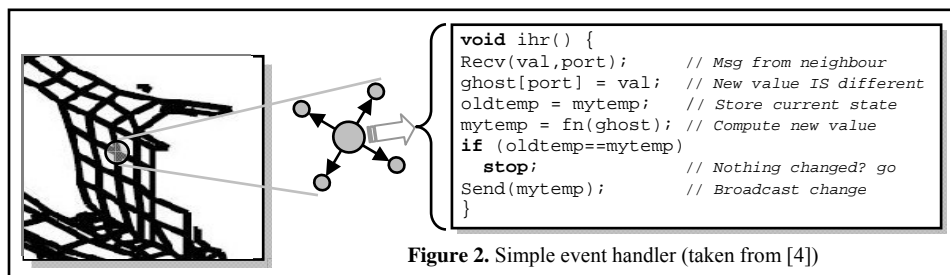 void ihr() {
Recv(val,port); // Msg from neighbour
ghost[port] = val; // New value IS different
oldtemp = mytemp; // Store current state
mytemp = fn(ghost); // Compute new value
if (oldtemp==mytemp)
stop; // Nothing changed? go
Send(mytemp); // Broadcast change
}
Figure 2. Simple event handler (taken from [4])